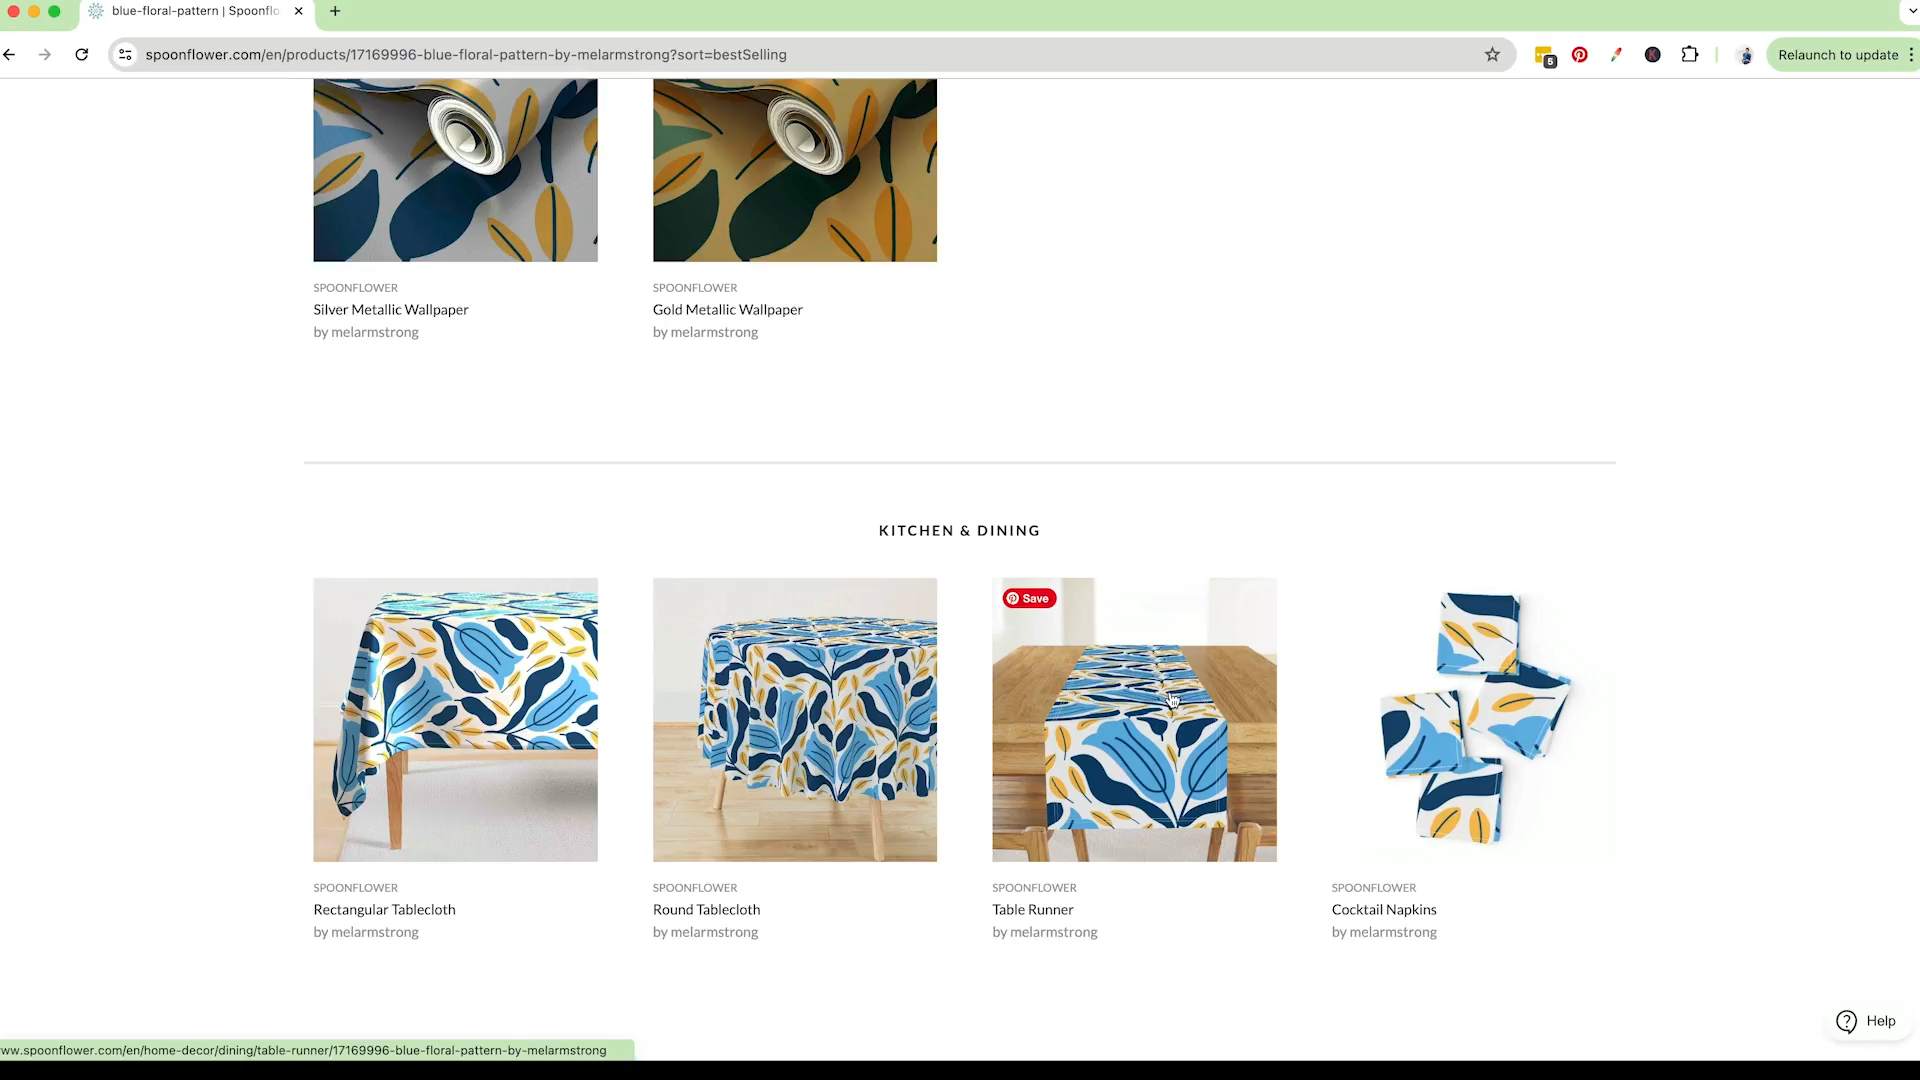 blue-floral-pattern | Spoonflo
spoonflower.com/en/products/17169996-blue-floral-pattern-by-melarmstrong?sort=bestSelling
5
K
Relaunch to update
SPOONFLOWER
Silver Metallic Wallpaper
by melarmstrong
SPOONFLOWER
Gold Metallic Wallpaper
by melarmstrong
KITCHEN & DINING
Save
SPOONFLOWER
Rectangular Tablecloth
by melarmstrong
SPOONFLOWER
Round Tablecloth
by melarmstrong
SPOONFLOWER
Table Runner
by melarmstrong
SPOONFLOWER
Cocktail Napkins
by melarmstrong
Help
ww.spoonflower.com/en/home-decor/dining/table-runner/17169996-blue-floral-pattern-by-melarmstrong